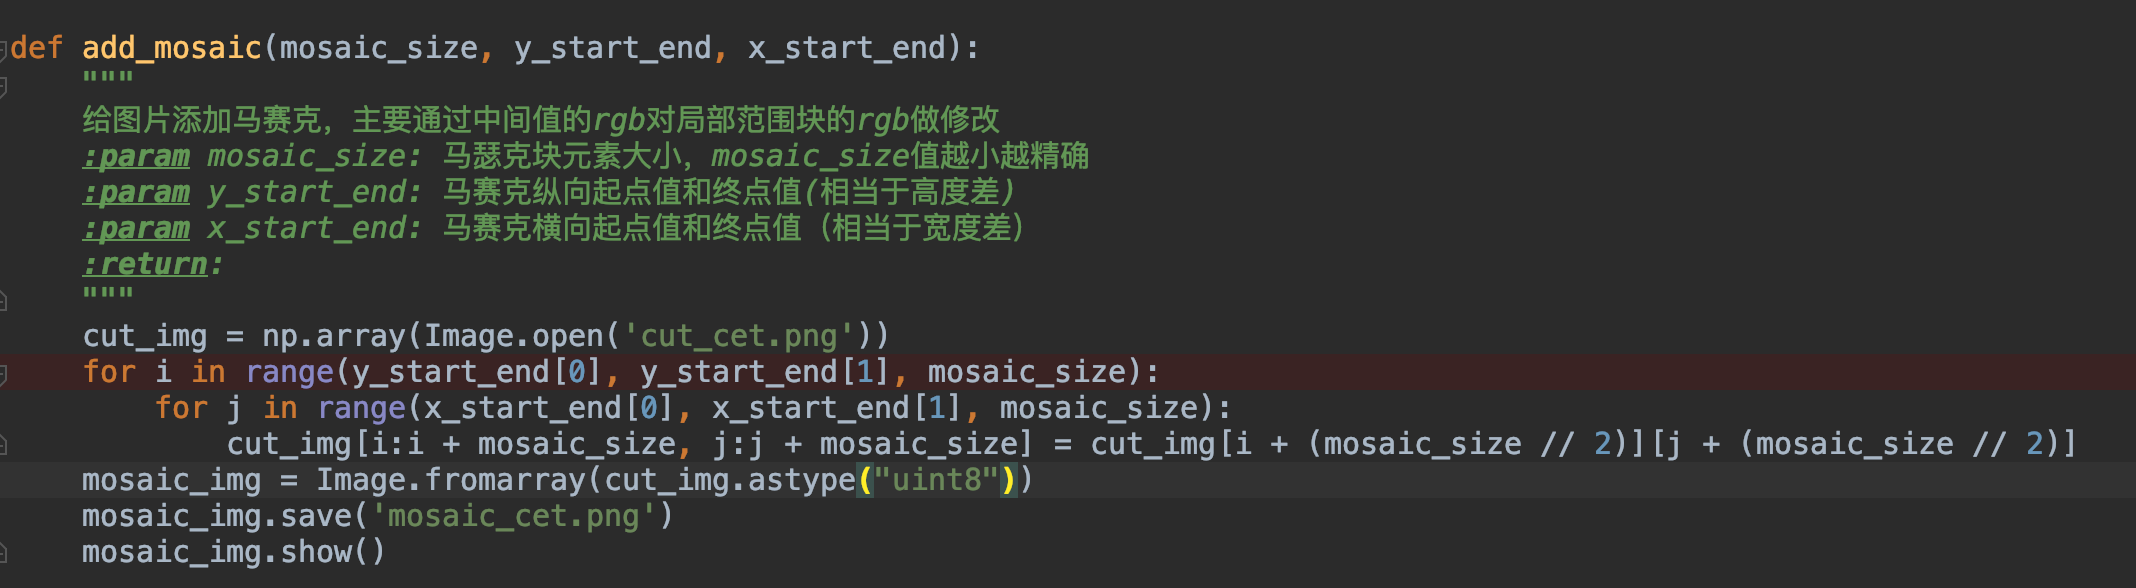 def add_mosaic(mosaic_size, y_start_end, x_start_end):
    """
    给图片添加马赛克，主要通过中间值的rgb对局部范围块的rgb做修改
    :param mosaic_size: 马瑟克块元素大小，mosaic_size值越小越精确
    :param y_start_end: 马赛克纵向起点值和终点值(相当于高度差)
    :param x_start_end: 马赛克横向起点值和终点值（相当于宽度差）
    :return:
    """
    cut_img = np.array(Image.open('cut_cet.png'))
    for i in range(y_start_end[0], y_start_end[1], mosaic_size):
        for j in range(x_start_end[0], x_start_end[1], mosaic_size):
            cut_img[i:i + mosaic_size, j:j + mosaic_size] = cut_img[i + (mosaic_size // 2)][j + (mosaic_size // 2)]
    mosaic_img = Image.fromarray(cut_img.astype("uint8"))
    mosaic_img.save('mosaic_cet.png')
    mosaic_img.show()